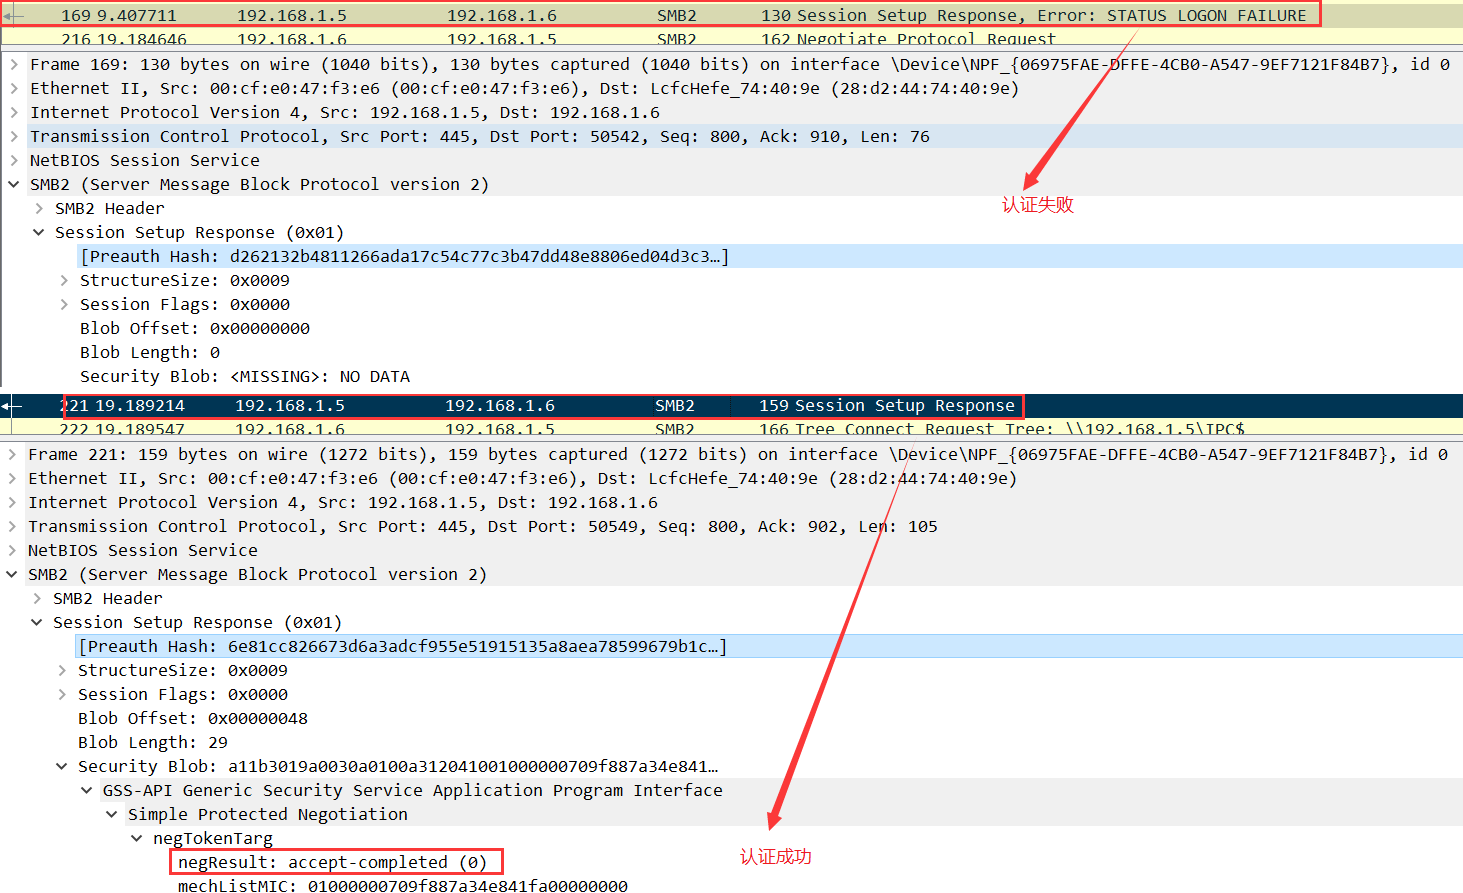 169 9.407711 192.168.1.5 192.168.1.6 SMB2 130 Session Setup Response, Error: STATUS_LOGON_FAILURE
216 19.184646 192.168.1.6 192.168.1.5 SMB2 162 Negotiate Protocol Request
Frame 169: 130 bytes on wire (1040 bits), 130 bytes captured (1040 bits) on interface \Device\NPF_{06975FAE-DFFE-4CB0-A547-9EF7121F84B7}, id 0
Ethernet II, Src: 00:cf:e0:47:f3:e6 (00:cf:e0:47:f3:e6), Dst: LcfcHefe_74:40:9e (28:d2:44:74:40:9e)
Internet Protocol Version 4, Src: 192.168.1.5, Dst: 192.168.1.6
Transmission Control Protocol, Src Port: 445, Dst Port: 50542, Seq: 800, Ack: 910, Len: 76
NetBIOS Session Service
SMB2 (Server Message Block Protocol version 2)
认证失败
SMB2 Header
Session Setup Response (0x01)
[Preauth Hash: d262132b4811266ada17c54c77c3b47dd48e8806ed04d3c3…]
StructureSize: 0x0009
Session Flags: 0x0000
Blob Offset: 0x00000000
Blob Length: 0
Security Blob: <MISSING>: NO DATA
221 19.189214 192.168.1.5 192.168.1.6 SMB2 159 Session Setup Response
222 19.189547 192.168.1.6 192.168.1.5 SMB2 166 Tree Connect Request Tree: \\192.168.1.5\IPC$
Frame 221: 159 bytes on wire (1272 bits), 159 bytes captured (1272 bits) on interface \Device\NPF_{06975FAE-DFFE-4CB0-A547-9EF7121F84B7}, id 0
Ethernet II, Src: 00:cf:e0:47:f3:e6 (00:cf:e0:47:f3:e6), Dst: LcfcHefe_74:40:9e (28:d2:44:74:40:9e)
Internet Protocol Version 4, Src: 192.168.1.5, Dst: 192.168.1.6
Transmission Control Protocol, Src Port: 445, Dst Port: 50549, Seq: 800, Ack: 902, Len: 105
NetBIOS Session Service
SMB2 (Server Message Block Protocol version 2)
SMB2 Header
Session Setup Response (0x01)
[Preauth Hash: 6e81cc826673d6a3adcf955e51915135a8aea78599679b1c…]
StructureSize: 0x0009
Session Flags: 0x0000
Blob Offset: 0x00000048
Blob Length: 29
Security Blob: a11b3019a0030a0100a312041001000000709f887a34e841…
GSS-API Generic Security Service Application Program Interface
Simple Protected Negotiation
negTokenTarg
认证成功
negResult: accept-completed (0)
mechListMIC: 01000000709f887a34e841fa00000000